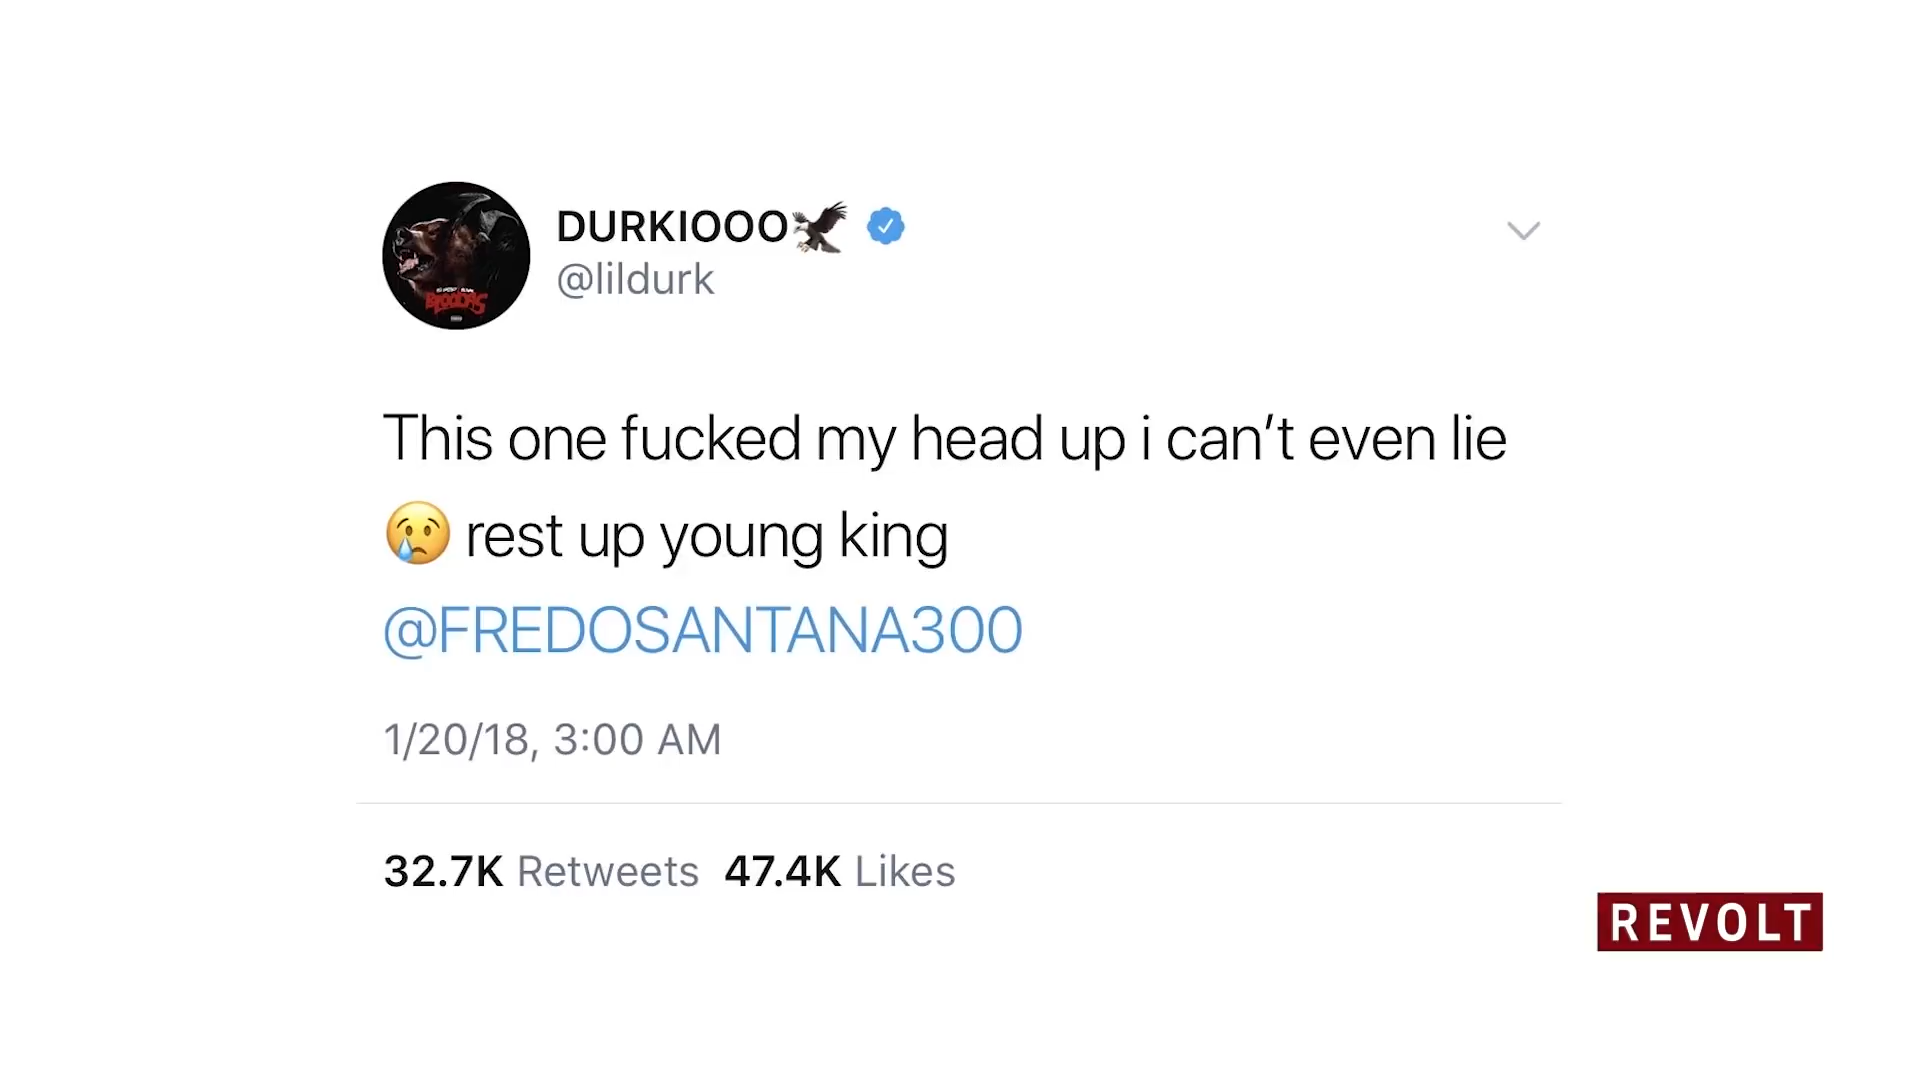 DURKIOOO🦅
@lildurk
BLOODAS
This one fucked my head up i can't even lie
😢 rest up young king
@FREDOSANTANA300
1/20/18, 3:00 AM
32.7K Retweets 47.4K Likes
REVOLT